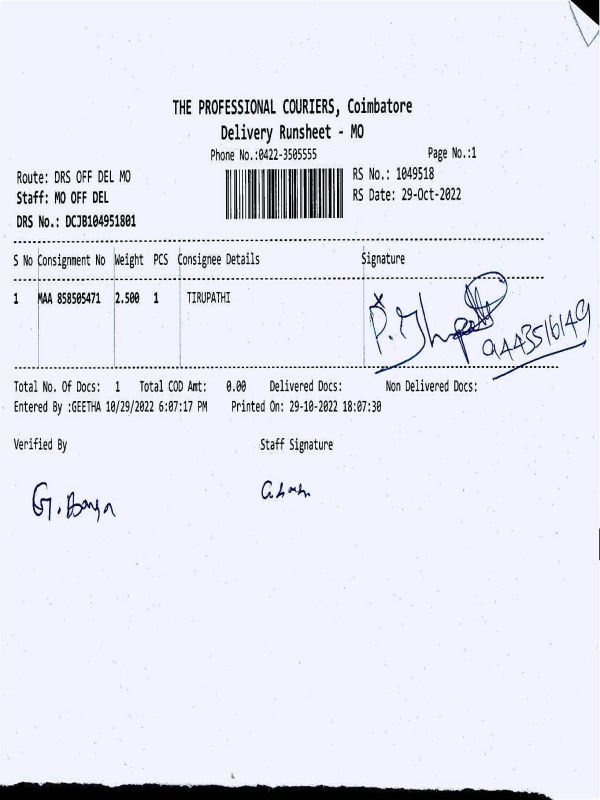 THE PROFESSIONAL COURIERS, Coimbatore
Delivery Runsheet - MO
Phone No.:0422-3505555 Page No.:1
Route: DRS OFF DEL MO RS No.: 1049518
Staff: MO OFF DEL RS Date: 29-Oct-2022
DRS No.: DCJB104951801
S No Consignment No Weight PCS Consignee Details Signature
1 MAA 858505471 2.500 1 TIRUPATHI
9443516149
Total No. Of Docs: 1 Total COD Amt: 0.00 Delivered Docs: Non Delivered Docs:
Entered By :GEETHA 10/29/2022 6:07:17 PM Printed On: 29-10-2022 18:07:30
Verified By Staff Signature